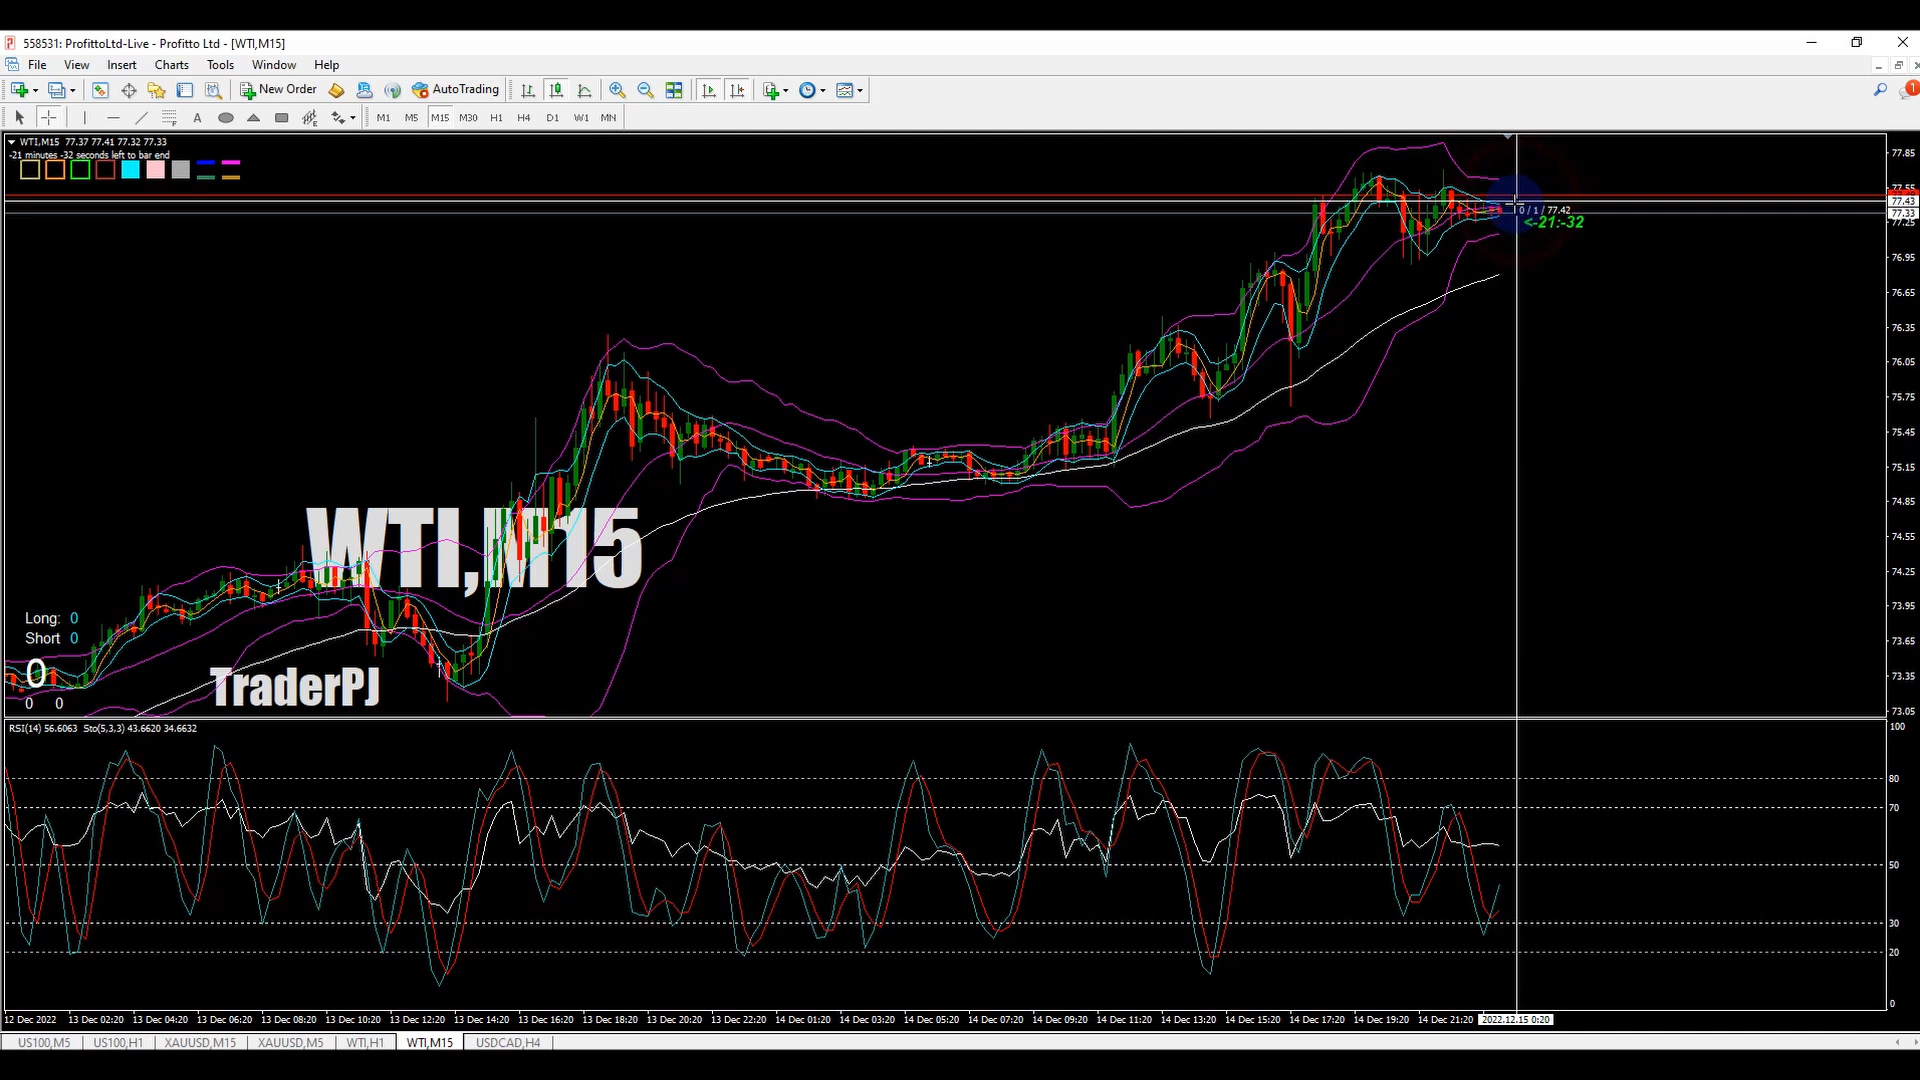 558531: ProfittoLtd-Live - Profitto Ltd - [WTI,M15]
File View Insert Charts Tools Window Help
New Order AutoTrading
1
A M1 M5 M15 M30 H1 H4 D1 W1 MN
WTI,M15 77.37 77.41 77.32 77.33
-21 minutes -32 seconds left to bar end
77.85
77.55
77.43
77.33
77.25
0 / 1 / 77.42
<-21:-32
76.95
76.65
76.35
76.05
75.75
75.45
75.15
74.85
74.55
74.25
73.95
73.65
73.35
73.05
WTI,M15
Long: 0
Short 0
0
0 0
TraderPJ
RSI(14) 56.6063 Sto(5,3,3) 43.6620 34.6632
100
80
70
50
30
20
0
12 Dec 2022 13 Dec 02:20 13 Dec 04:20 13 Dec 06:20 13 Dec 08:20 13 Dec 10:20 13 Dec 12:20 13 Dec 14:20 13 Dec 16:20 13 Dec 18:20 13 Dec 20:20 13 Dec 22:20 14 Dec 01:20 14 Dec 03:20 14 Dec 05:20 14 Dec 07:20 14 Dec 09:20 14 Dec 11:20 14 Dec 13:20 14 Dec 15:20 14 Dec 17:20 14 Dec 19:20 14 Dec 21:20 2022.12.15 0:20
US100,M5 US100,H1 XAUUSD,M15 XAUUSD,M5 WTI,H1 WTI,M15 USDCAD,H4